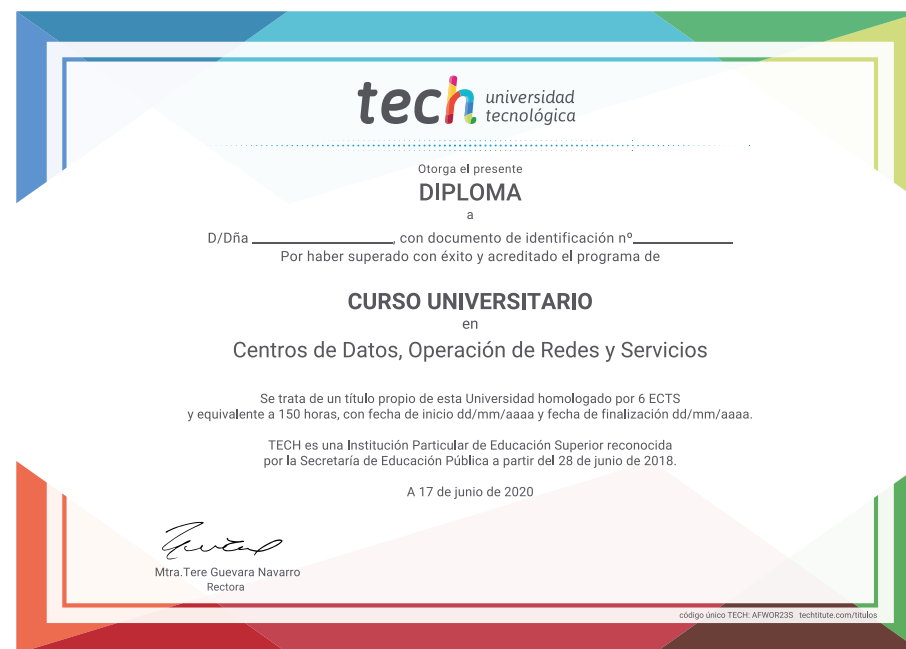 tech universidad
tecnológica
Otorga el presente
DIPLOMA
a
D/Dña ____________________, con documento de identificación nº______________
Por haber superado con éxito y acreditado el programa de
CURSO UNIVERSITARIO
en
Centros de Datos, Operación de Redes y Servicios
Se trata de un título propio de esta Universidad homologado por 6 ECTS
y equivalente a 150 horas, con fecha de inicio dd/mm/aaaa y fecha de finalización dd/mm/aaaa.
TECH es una Institución Particular de Educación Superior reconocida
por la Secretaría de Educación Pública a partir del 28 de junio de 2018.
A 17 de junio de 2020
Mtra.Tere Guevara Navarro
Rectora
código único TECH: AFWOR23S techtitute.com/titulos